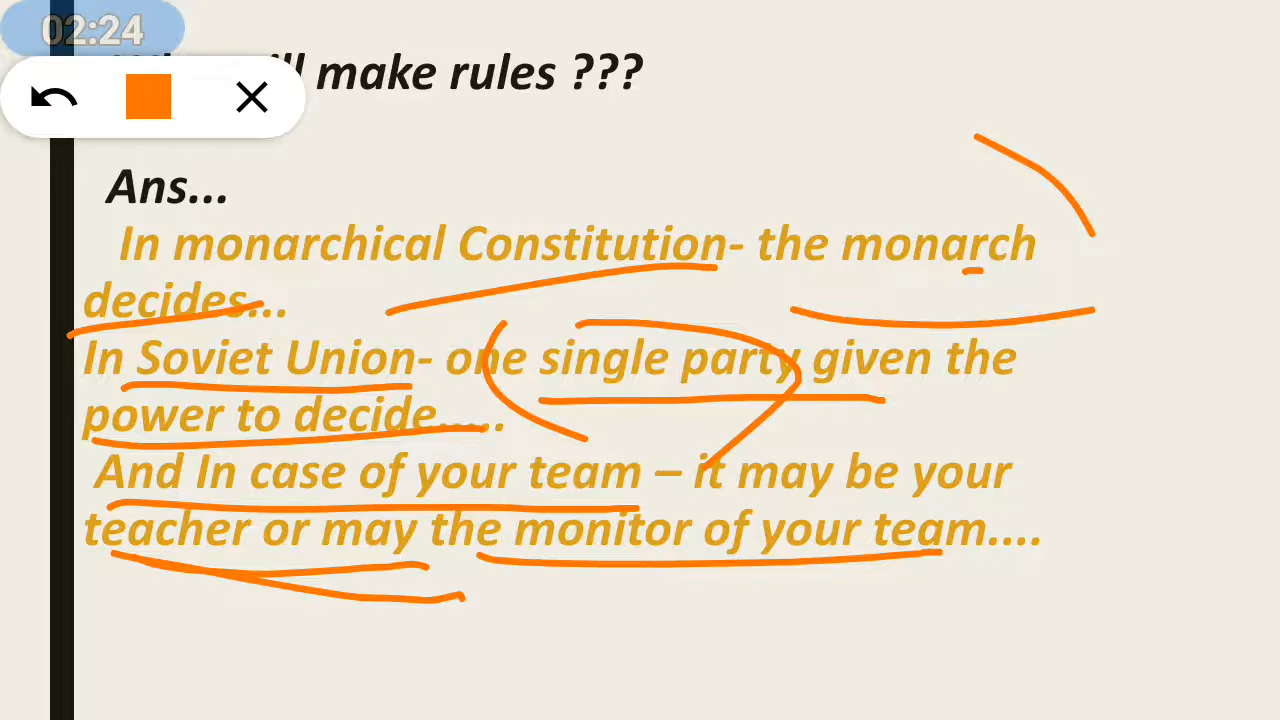 02:24
make rules ???
Ans...
In monarchical Constitution- the monarch
decides...
In Soviet Union- one single party given the
power to decide.....
And In case of your team – it may be your
teacher or may the monitor of your team....